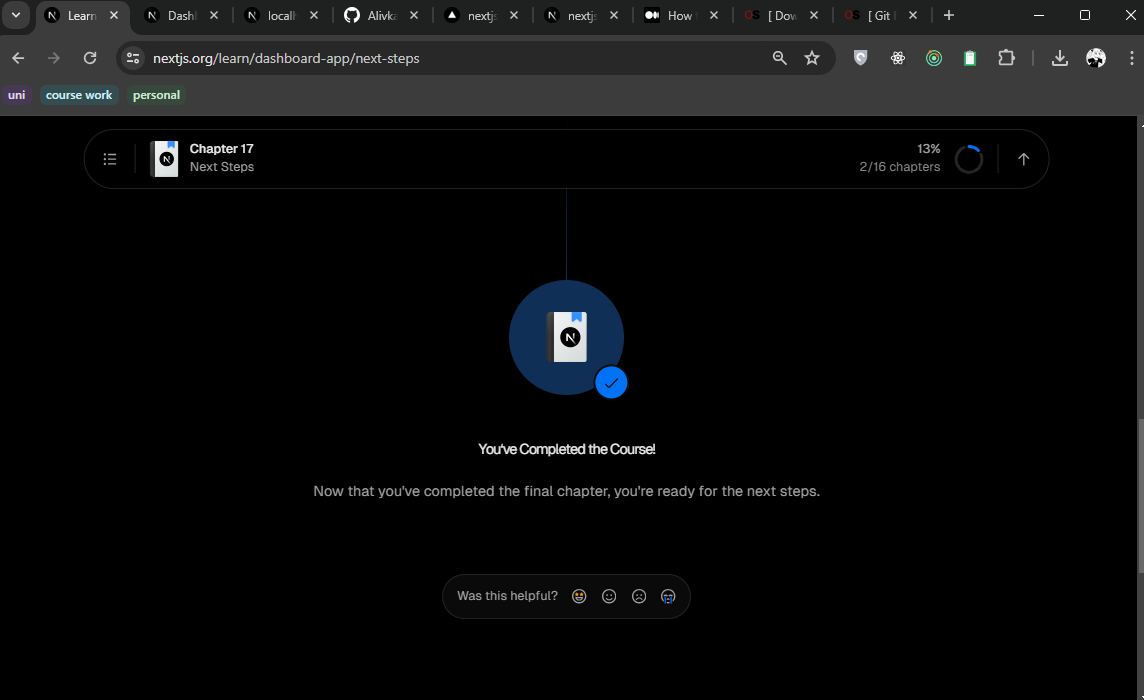 Learn
Dashl
localh
Alivka
nextjs
nextjs
How t
[ Dow
[ Git
nextjs.org/learn/dashboard-app/next-steps
uni
course work
personal
Chapter 17
Next Steps
13%
2/16 chapters
You've Completed the Course!
Now that you've completed the final chapter, you're ready for the next steps.
Was this helpful?